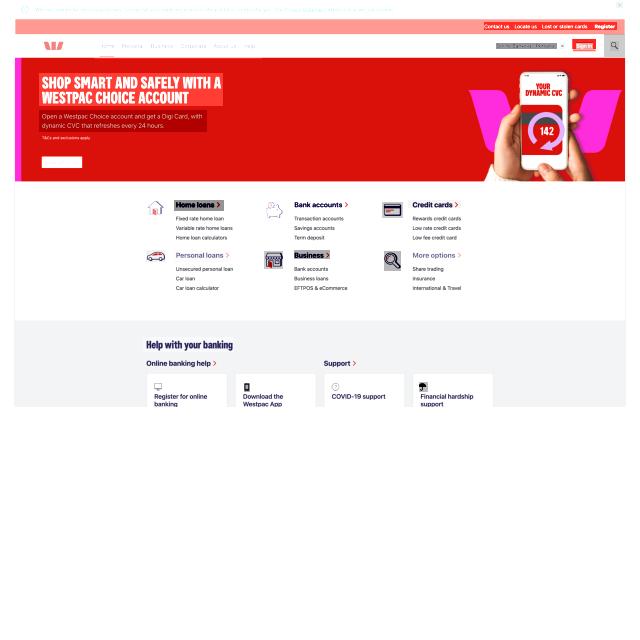 Contact us Locate us Lost or stolen cards Register
Home Personal Business Corporate About us Help
Sign in
SHOP SMART AND SAFELY WITH A
WESTPAC CHOICE ACCOUNT
Open a Westpac Choice account and get a Digi Card, with
dynamic CVC that refreshes every 24 hours.
T&Cs and exclusions apply.
YOUR
DYNAMIC CVC
142
Home loans
Fixed rate home loan
Variable rate home loans
Home loan calculators
Bank accounts
Transaction accounts
Savings accounts
Term deposit
Credit cards
Rewards credit cards
Low rate credit cards
Low fee credit card
Personal loans
Unsecured personal loan
Car loan
Car loan calculator
Business
Bank accounts
Business loans
EFTPOS & eCommerce
More options
Share trading
Insurance
International & Travel
Help with your banking
Online banking help
Support
Register for online
banking
Download the
Westpac App
COVID-19 support
Financial hardship
support